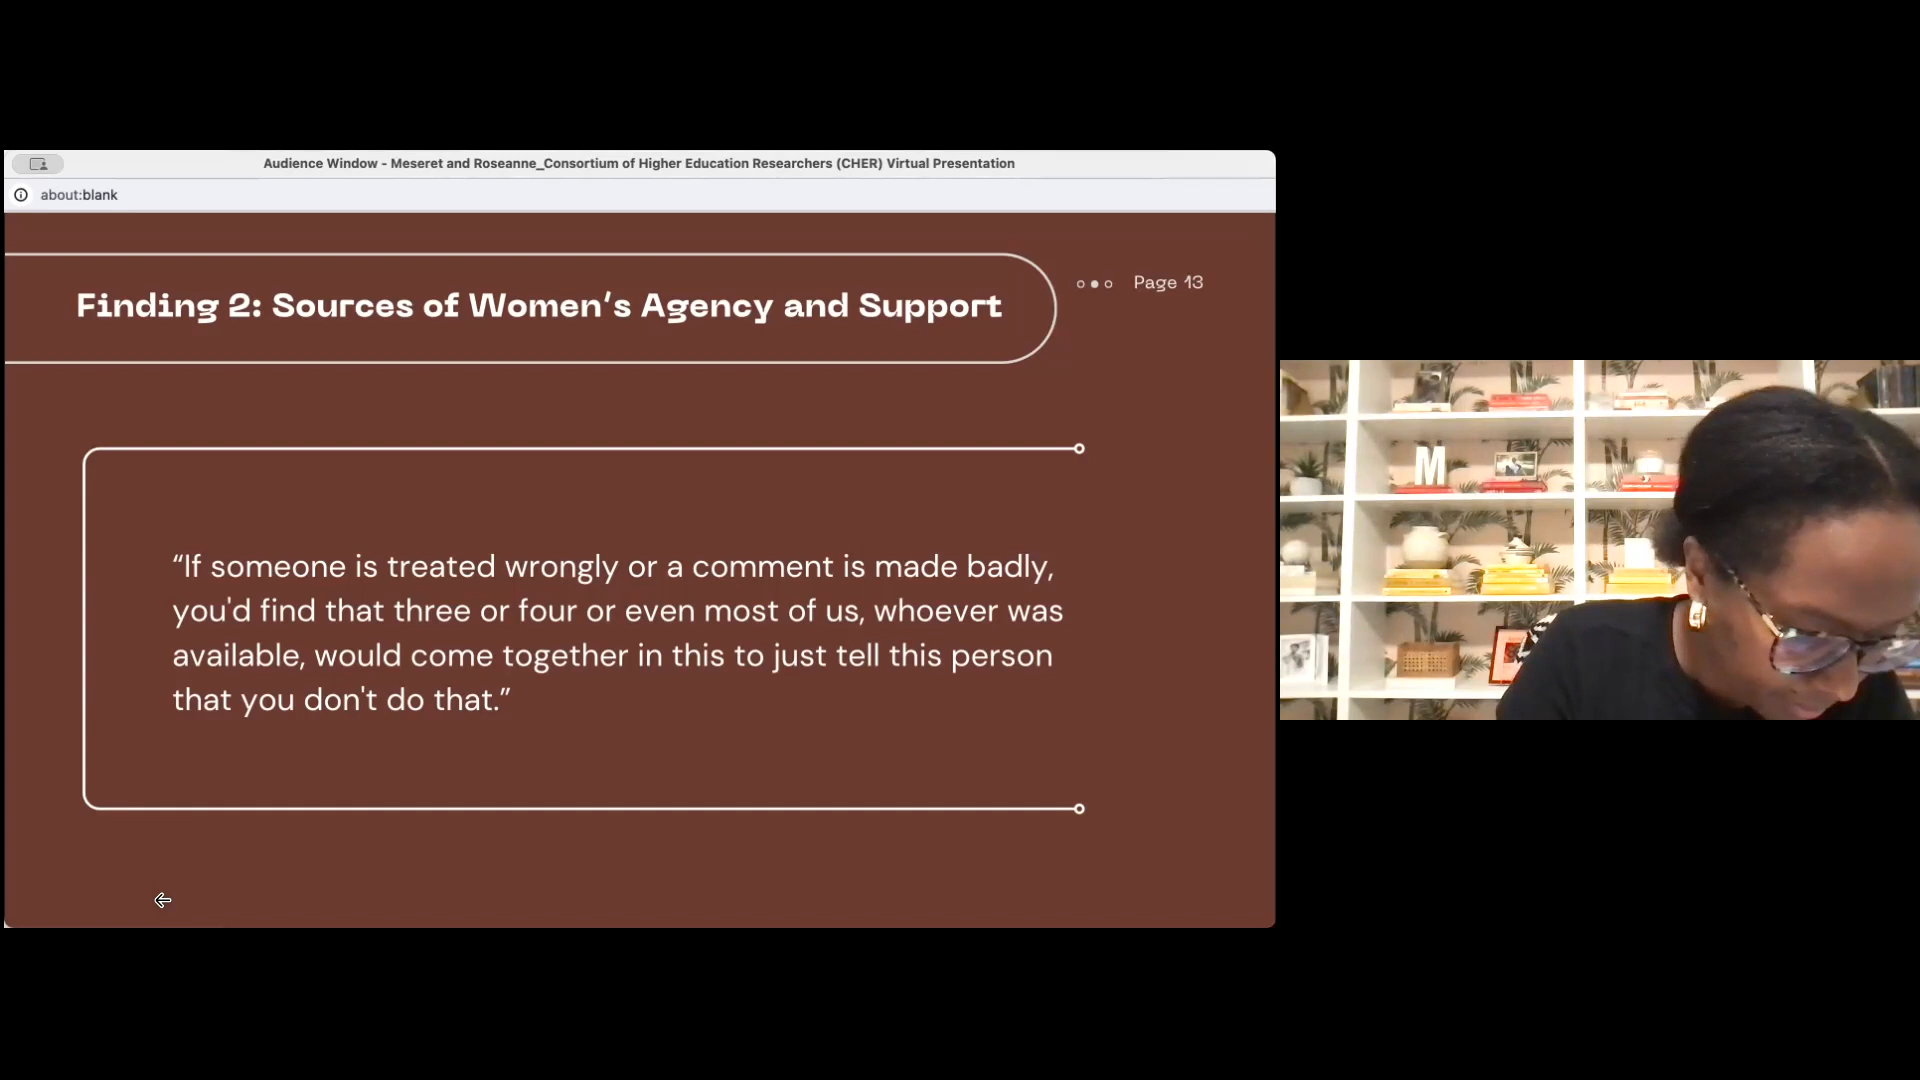 Audience Window - Meseret and Roseanne_Consortium of Higher Education Researchers (CHER) Virtual Presentation
about:blank
Finding 2: Sources of Women’s Agency and Support
Page 13
“If someone is treated wrongly or a comment is made badly,
you'd find that three or four or even most of us, whoever was
available, would come together in this to just tell this person
that you don't do that.”
M